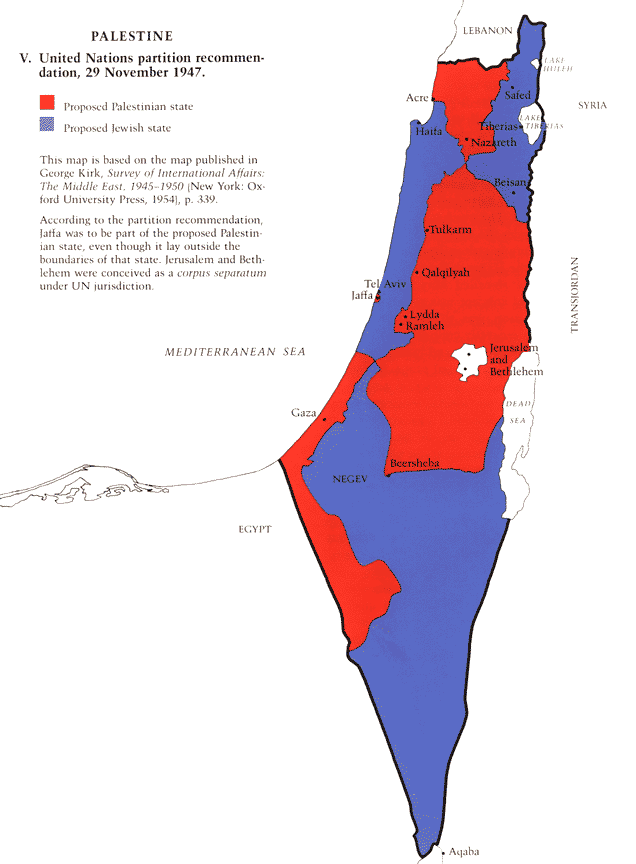 PALESTINE
V. United Nations partition recommen-
dation, 29 November 1947.
Proposed Palestinian state
Proposed Jewish state
This map is based on the map published in
George Kirk, Survey of International Affairs:
The Middle East, 1945–1950 [New York: Ox-
ford University Press, 1954], p. 339.
According to the partition recommendation,
Jaffa was to be part of the proposed Palestin-
ian state, even though it lay outside the
boundaries of that state. Jerusalem and Beth-
lehem were conceived as a corpus separatum
under UN jurisdiction.
LEBANON
LAKE
HULEH
Safed
SYRIA
Acre
Haifa
Tiberias
LAKE
TIBERIAS
Nazareth
Beisan
Tulkarm
Qalqilyah
TRANSJORDAN
Tel Aviv
Jaffa
Lydda
Ramleh
MEDITERRANEAN SEA
Jerusalem
and
Bethlehem
DEAD
SEA
Gaza
Beersheba
NEGEV
EGYPT
Aqaba